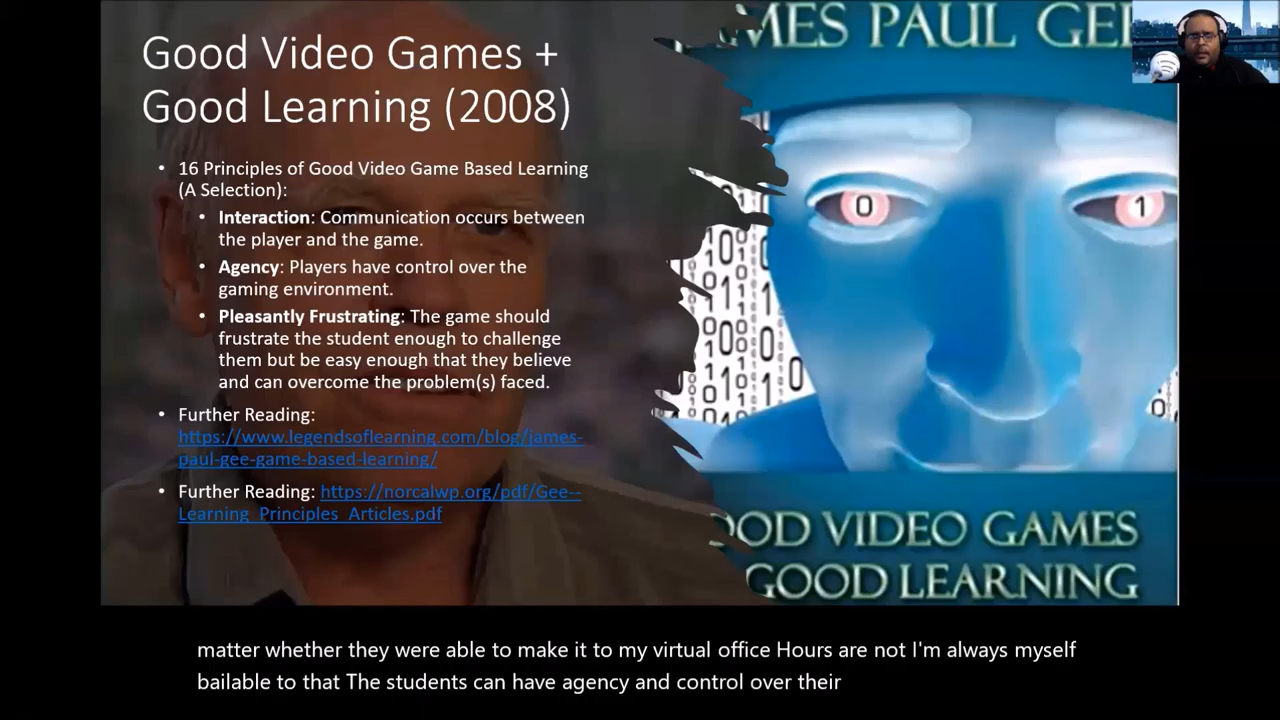 Good Video Games +
Good Learning (2008)
• 16 Principles of Good Video Game Based Learning
(A Selection):
• Interaction: Communication occurs between
the player and the game.
• Agency: Players have control over the
gaming environment.
• Pleasantly Frustrating: The game should
frustrate the student enough to challenge
them but be easy enough that they believe
and can overcome the problem(s) faced.
• Further Reading:
https://www.legendsoflearning.com/blog/james-
paul-gee-game-based-learning/
• Further Reading: https://norcalwp.org/pdf/Gee--
Learning_Principles_Articles.pdf
MES PAUL GE
0 1
OOD VIDEO GAMES
GOOD LEARNING
matter whether they were able to make it to my virtual office Hours are not I'm always myself
bailable to that The students can have agency and control over their